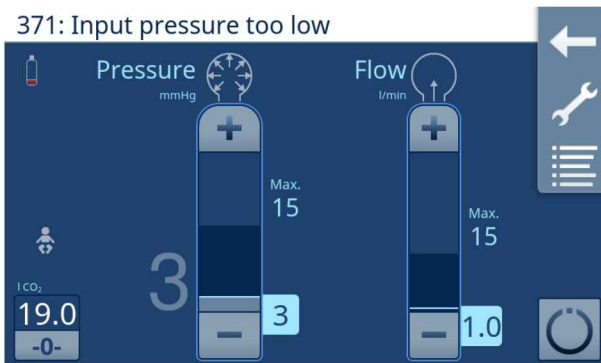 371: Input pressure too low
Pressure
mmHg
Flow
l/min
+
+
Max.
15
Max.
15
3
3
1.0
l CO₂
19.0
-0-
−
−